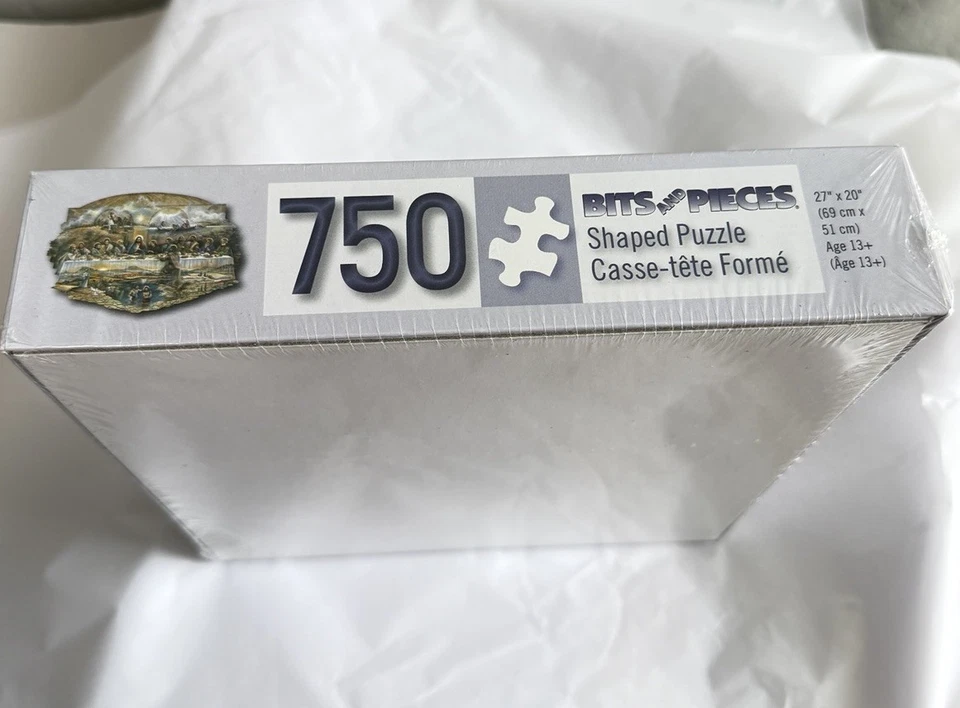 750
BITS AND PIECES®
Shaped Puzzle
Casse-tête Formé
27" x 20"
(69 cm x
51 cm)
Age 13+
(Âge 13+)